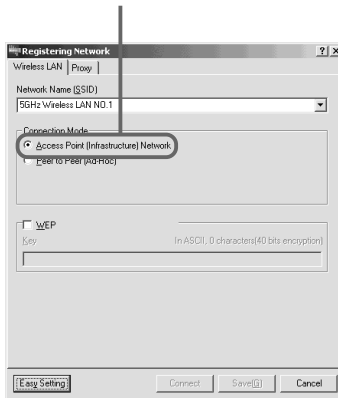 Registering Network
Wireless LAN Proxy
Network Name (SSID)
5GHz Wireless LAN NO.1
Connection Mode
Access Point (Infrastructure) Network
Peer to Peer (Ad-Hoc)
WEP
Key In ASCII, 0 characters(40 bits encryption)
Easy Setting Connect Save(G) Cancel